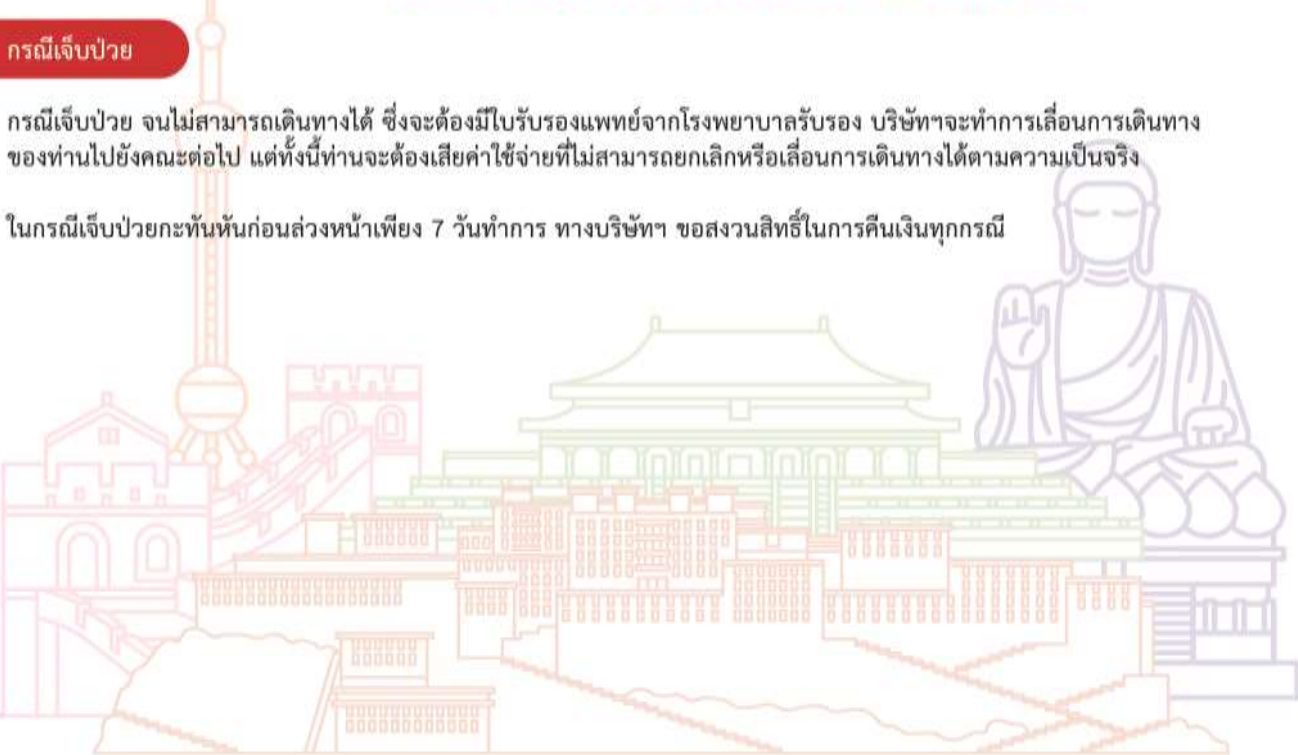 กรณีเจ็บป่วย
กรณีเจ็บป่วย จนไม่สามารถเดินทางได้ ซึ่งจะต้องมีใบรับรองแพทย์จากโรงพยาบาลรับรอง บริษัทฯจะทำการเลื่อนการเดินทาง
ของท่านไปยังคณะต่อไป แต่ทั้งนี้ท่านจะต้องเสียค่าใช้จ่ายที่ไม่สามารถยกเลิกหรือเลื่อนการเดินทางได้ตามความเป็นจริง
ในกรณีเจ็บป่วยกะทันหันก่อนล่วงหน้าเพียง 7 วันทำการ ทางบริษัทฯ ขอสงวนสิทธิ์ในการคืนเงินทุกกรณี